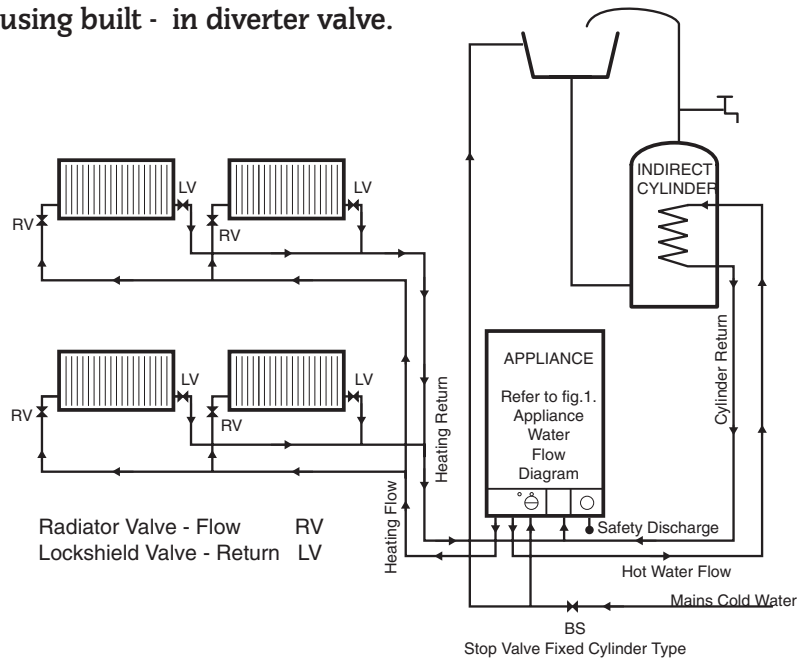 using built -  in diverter valve.
INDIRECT
CYLINDER
LV
LV
RV
RV
APPLIANCE
Refer to fig.1.
Appliance
Water
Flow
Diagram
Cylinder Return
LV
LV
RV
RV
Heating Return
Heating Flow
Radiator Valve - Flow RV
Lockshield Valve - Return LV
Safety Discharge
Hot Water Flow
Mains Cold Water
BS
Stop Valve Fixed Cylinder Type